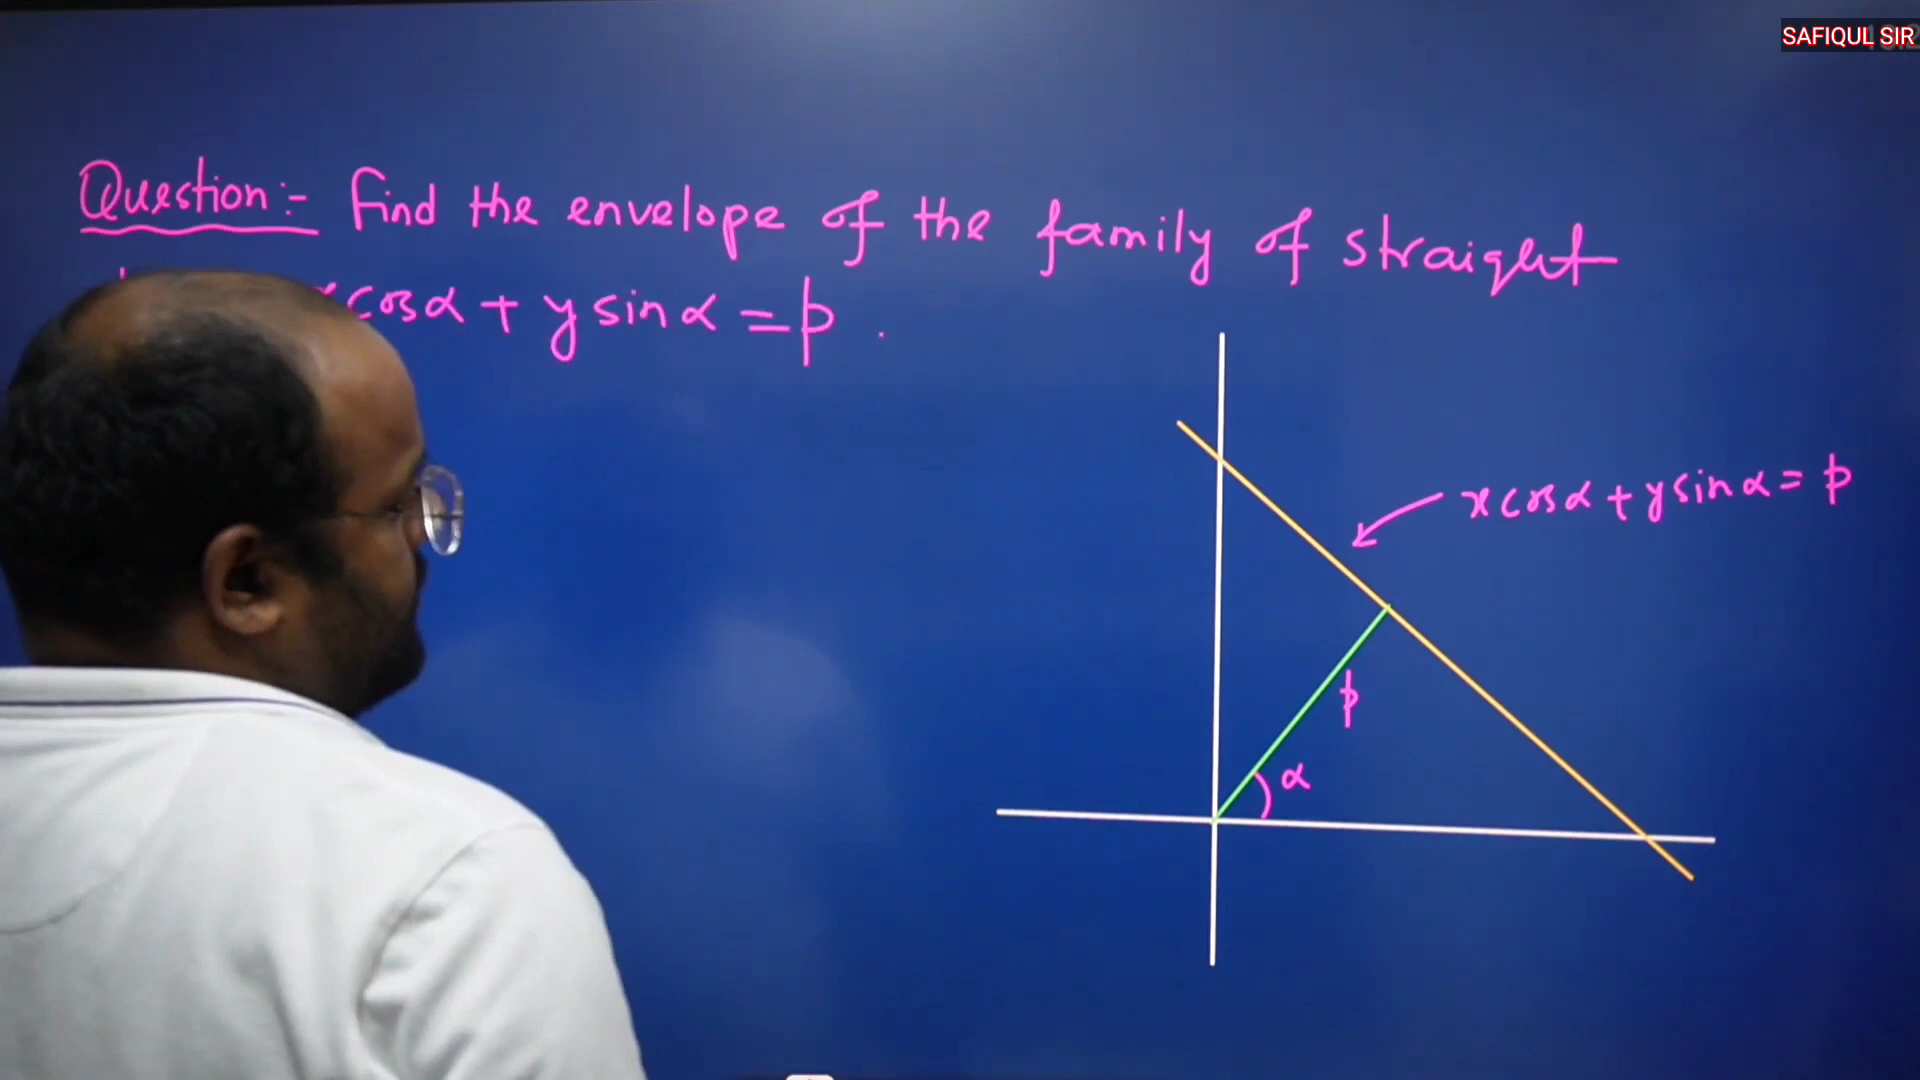 SAFIQUL SIR
Question:- Find the envelope of the family of straight
x cosα + y sinα = p .
x cosα + y sinα = p
p
α